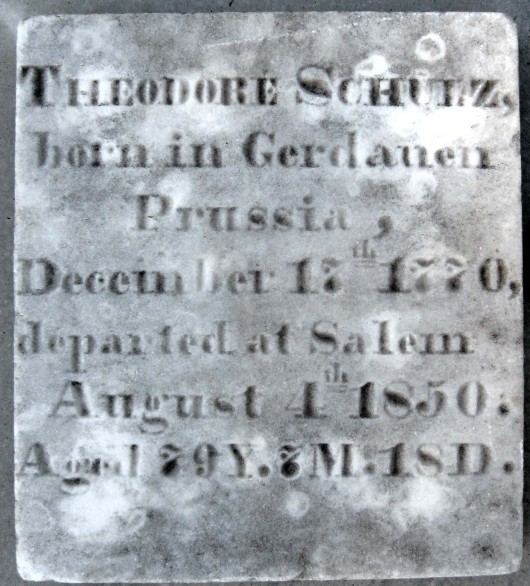 THEODORE SCHULZ,
born in Gerdauen
Prussia,
December 17th 1770,
departed at Salem
August 4th 1850.
Aged 79Y. 7M. 18D.